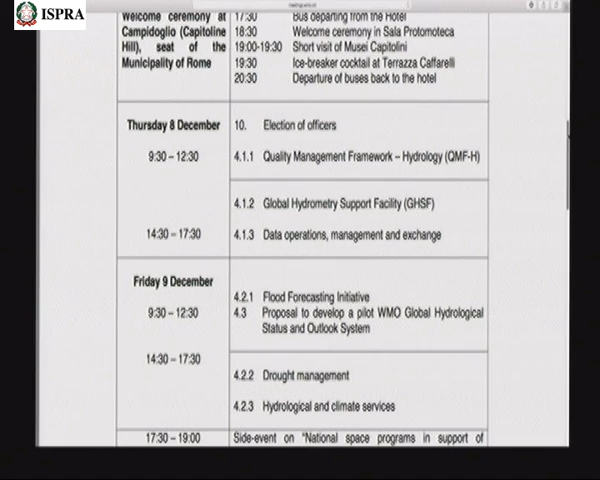 ISPRA
meetings.wmo.int
Welcome ceremony at
Campidoglio (Capitoline
Hill), seat of the
Municipality of Rome
17:30 Bus departing from the Hotel
18:30 Welcome ceremony in Sala Protomoteca
19:00-19:30 Short visit of Musei Capitolini
19:30 Ice-breaker cocktail at Terrazza Caffarelli
20:30 Departure of buses back to the hotel
Thursday 8 December
10. Election of officers
9:30 – 12:30
4.1.1 Quality Management Framework – Hydrology (QMF-H)
4.1.2 Global Hydrometry Support Facility (GHSF)
14:30 – 17:30
4.1.3 Data operations, management and exchange
Friday 9 December
4.2.1 Flood Forecasting Initiative
9:30 – 12:30
4.3 Proposal to develop a pilot WMO Global Hydrological
Status and Outlook System
14:30 – 17:30
4.2.2 Drought management
4.2.3 Hydrological and climate services
17:30 – 19:00
Side-event on "National space programs in support of